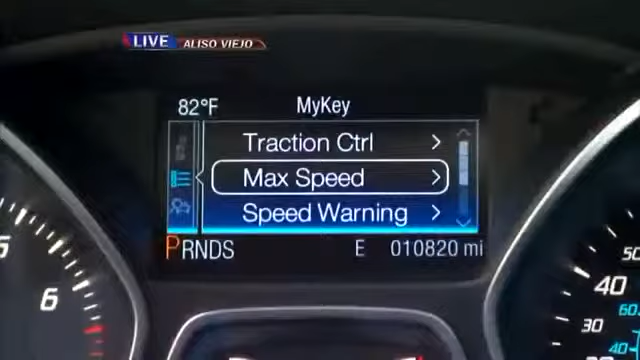 LIVE ALISO VIEJO
82°F MyKey
Traction Ctrl
Max Speed
Speed Warning
PRNDS E 010820 mi
5
6
50
40
60
30
40